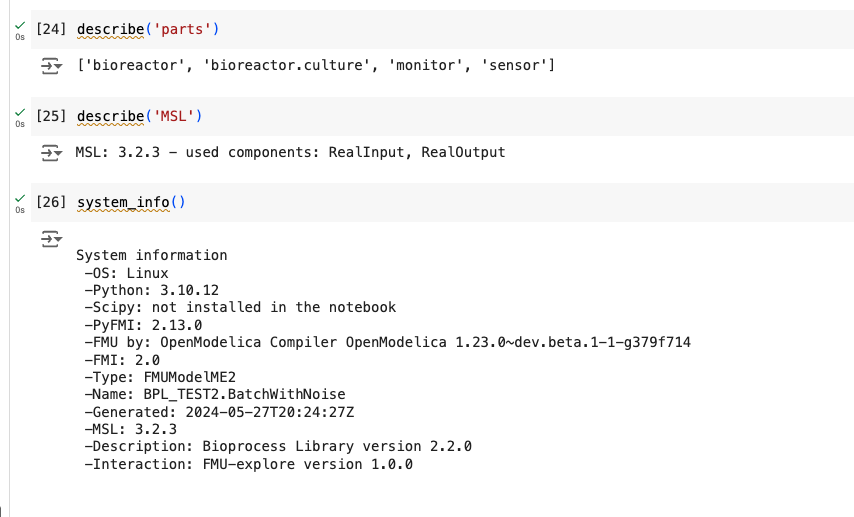 [24] describe('parts')
0s
['bioreactor', 'bioreactor.culture', 'monitor', 'sensor']
[25] describe('MSL')
0s
MSL: 3.2.3 – used components: RealInput, RealOutput
[26] system_info()
0s
System information
–OS: Linux
–Python: 3.10.12
–Scipy: not installed in the notebook
–PyFMI: 2.13.0
–FMU by: OpenModelica Compiler OpenModelica 1.23.0~dev.beta.1-1-g379f714
–FMI: 2.0
–Type: FMUModelME2
–Name: BPL_TEST2.BatchWithNoise
–Generated: 2024-05-27T20:24:27Z
–MSL: 3.2.3
–Description: Bioprocess Library version 2.2.0
–Interaction: FMU-explore version 1.0.0